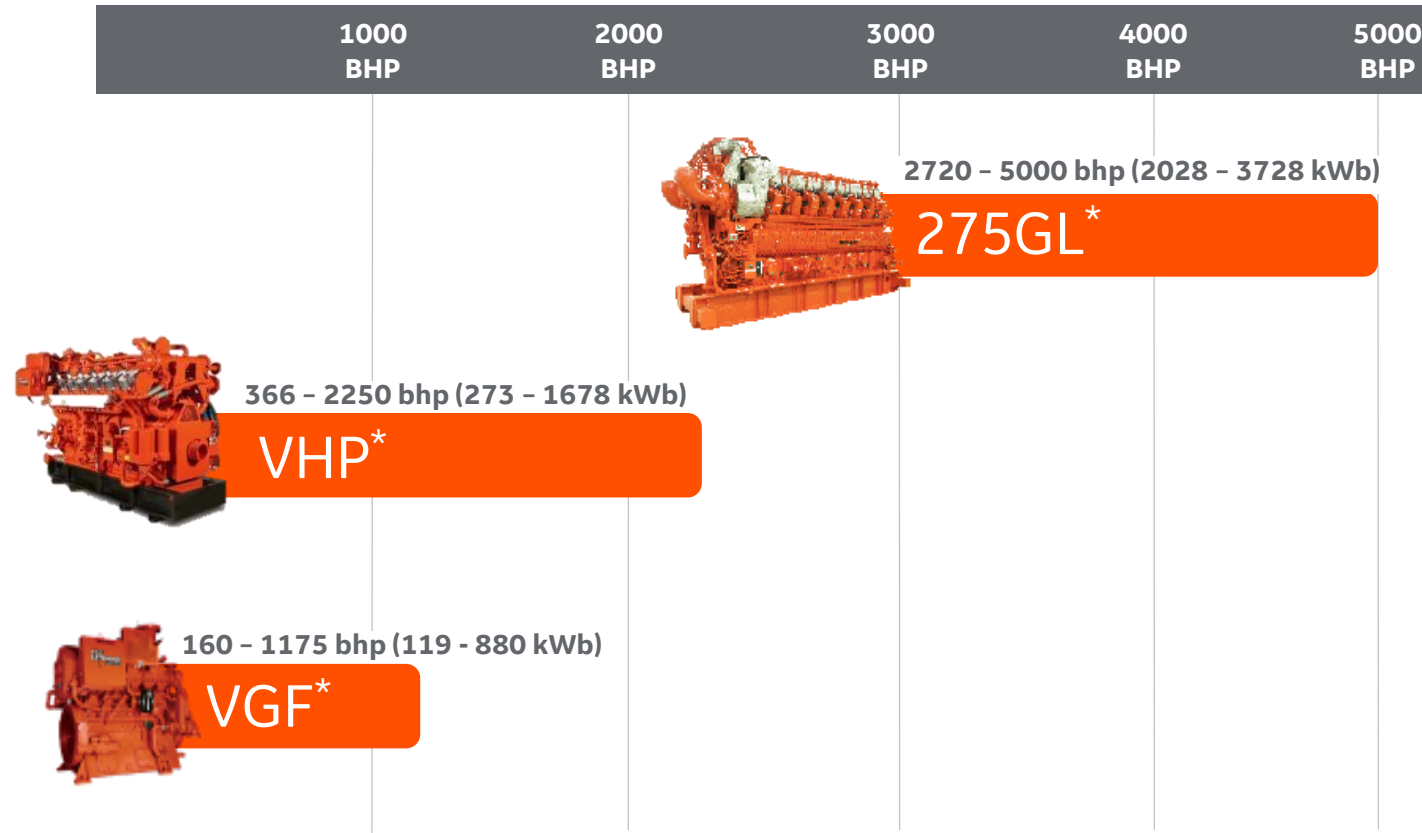 1000 BHP
2000 BHP
3000 BHP
4000 BHP
5000 BHP
2720 – 5000 bhp (2028 – 3728 kWb)
275GL*
366 – 2250 bhp (273 – 1678 kWb)
VHP*
160 – 1175 bhp (119 - 880 kWb)
VGF*